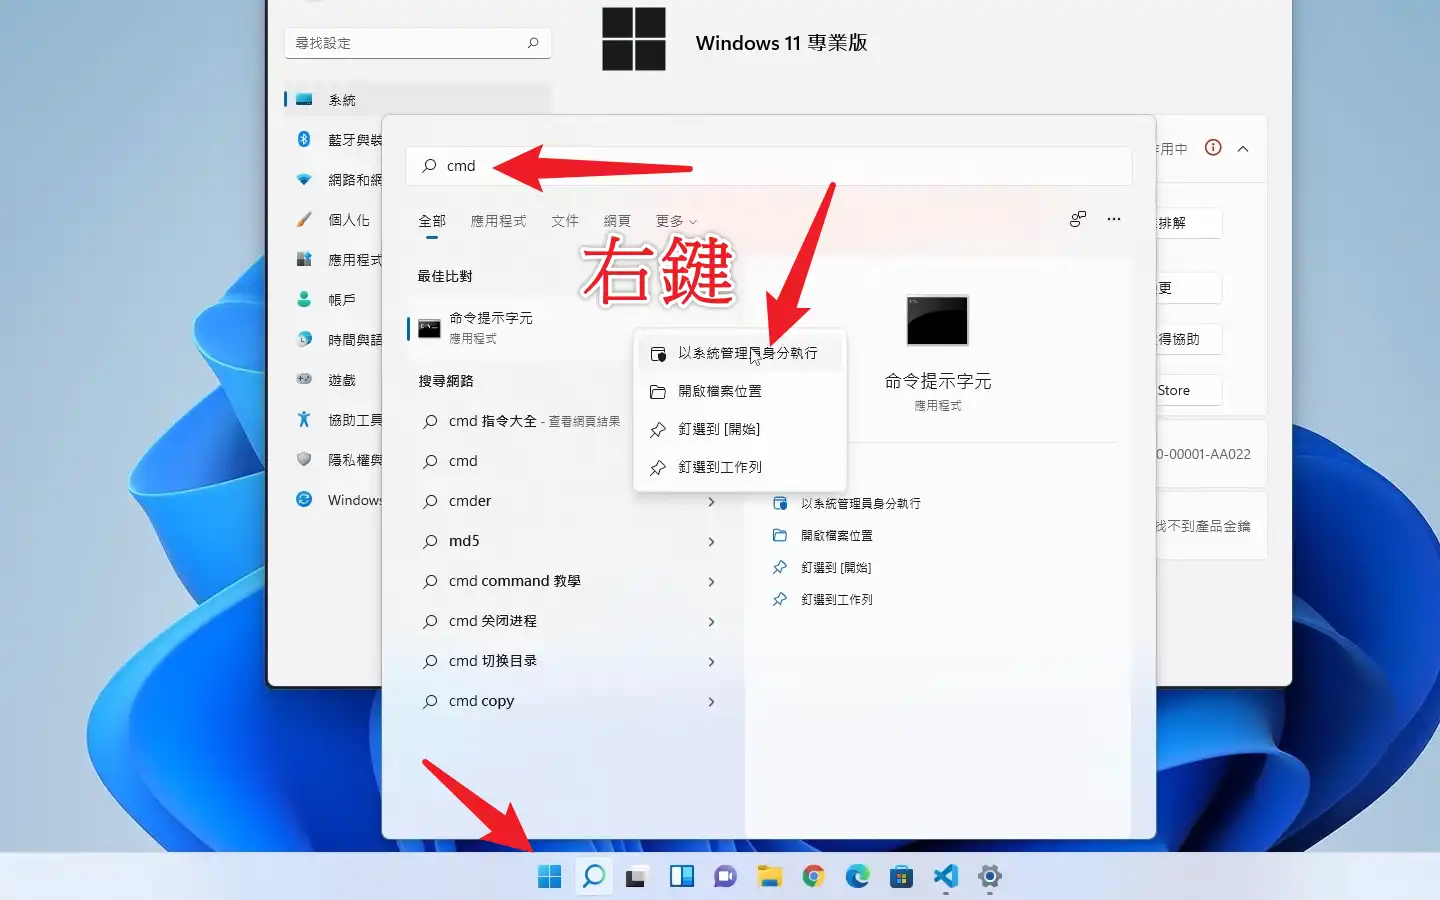 尋找設定
Windows 11 專業版
系統
藍牙與裝
網路和網
個人化
應用程式
帳戶
時間與語
遊戲
協助工具
隱私權與
Windows
用中
排解
更
得協助
Store
0-00001-AA022
找不到產品金鑰
cmd
全部
應用程式
文件
網頁
更多
右鍵
最佳比對
命令提示字元
應用程式
搜尋網路
cmd 指令大全 - 查看網頁結果
cmd
cmder
md5
cmd command 教學
cmd 关闭进程
cmd 切换目录
cmd copy
以系統管理員身分執行
開啟檔案位置
釘選到 [開始]
釘選到工作列
命令提示字元
應用程式
以系統管理員身分執行
開啟檔案位置
釘選到 [開始]
釘選到工作列